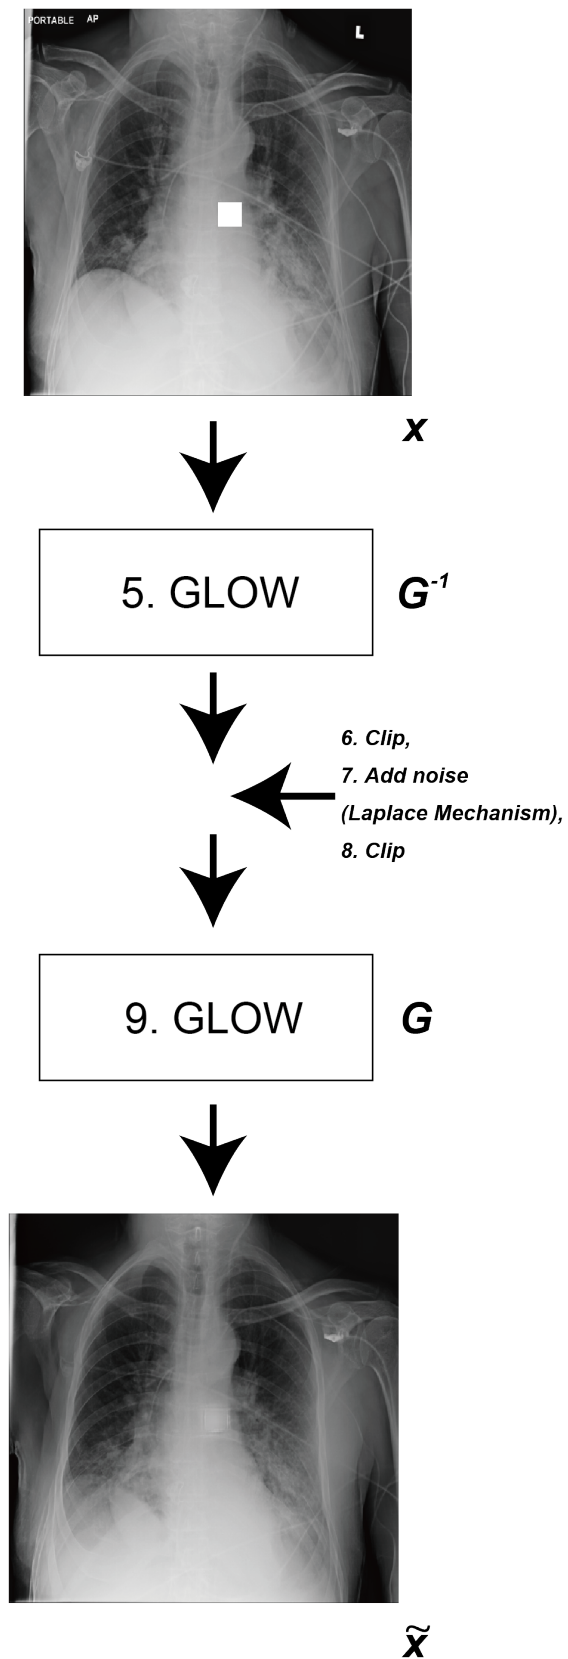 PORTABLE AP
L
x
5. GLOW
G⁻¹
6. Clip,
7. Add noise
(Laplace Mechanism),
8. Clip
9. GLOW
G
x̃